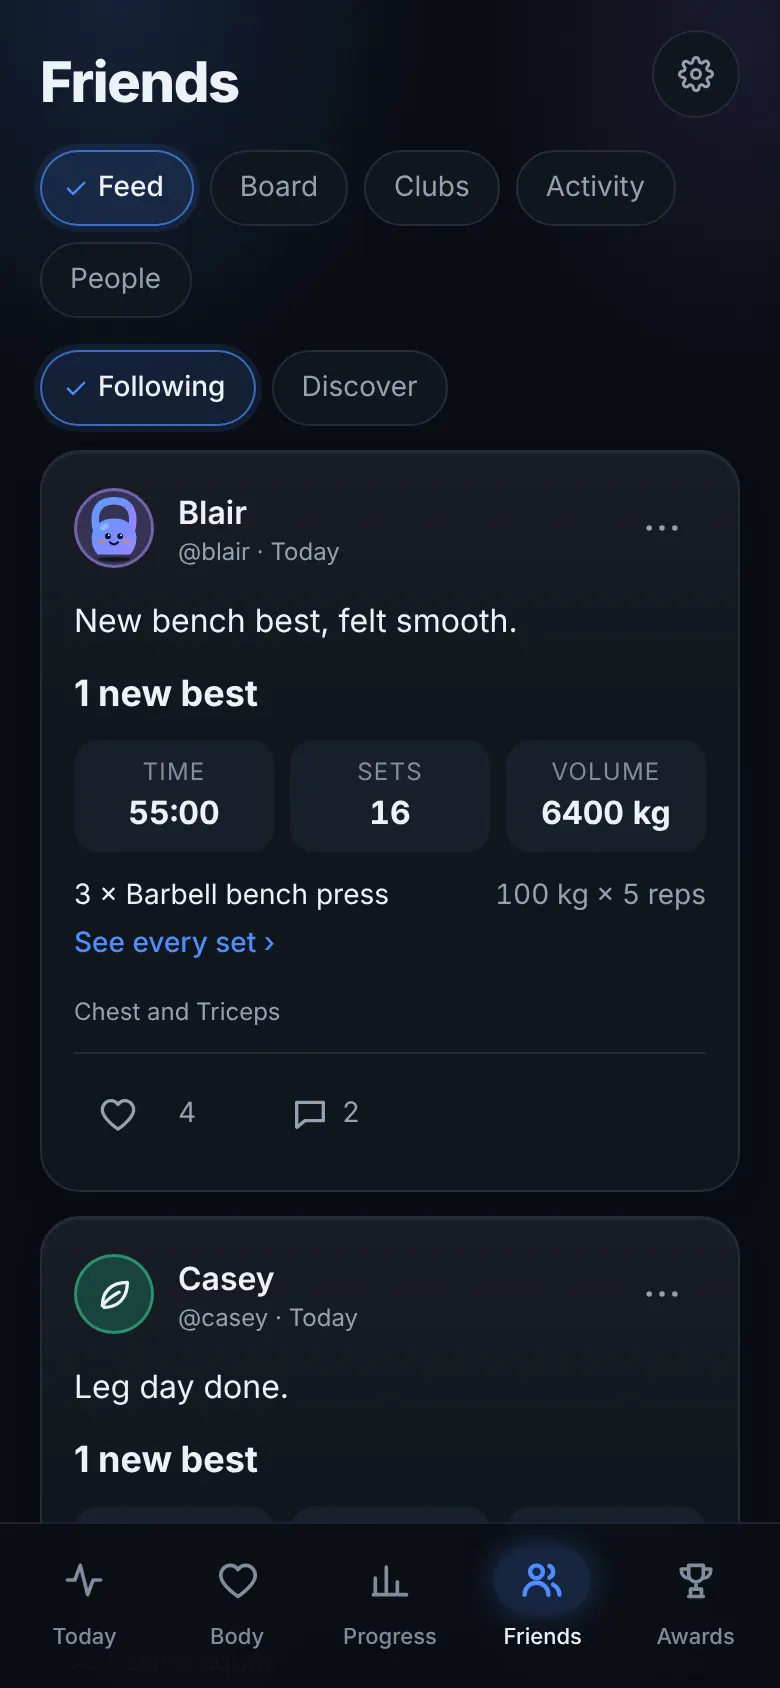 Friends
Feed
Board
Clubs
Activity
People
Following
Discover
Blair
@blair · Today
New bench best, felt smooth.
1 new best
TIME
SETS
VOLUME
55:00
16
6400 kg
3 × Barbell bench press
100 kg × 5 reps
See every set ›
Chest and Triceps
4
2
Casey
@casey · Today
Leg day done.
1 new best
Today
Body
Progress
Friends
Awards